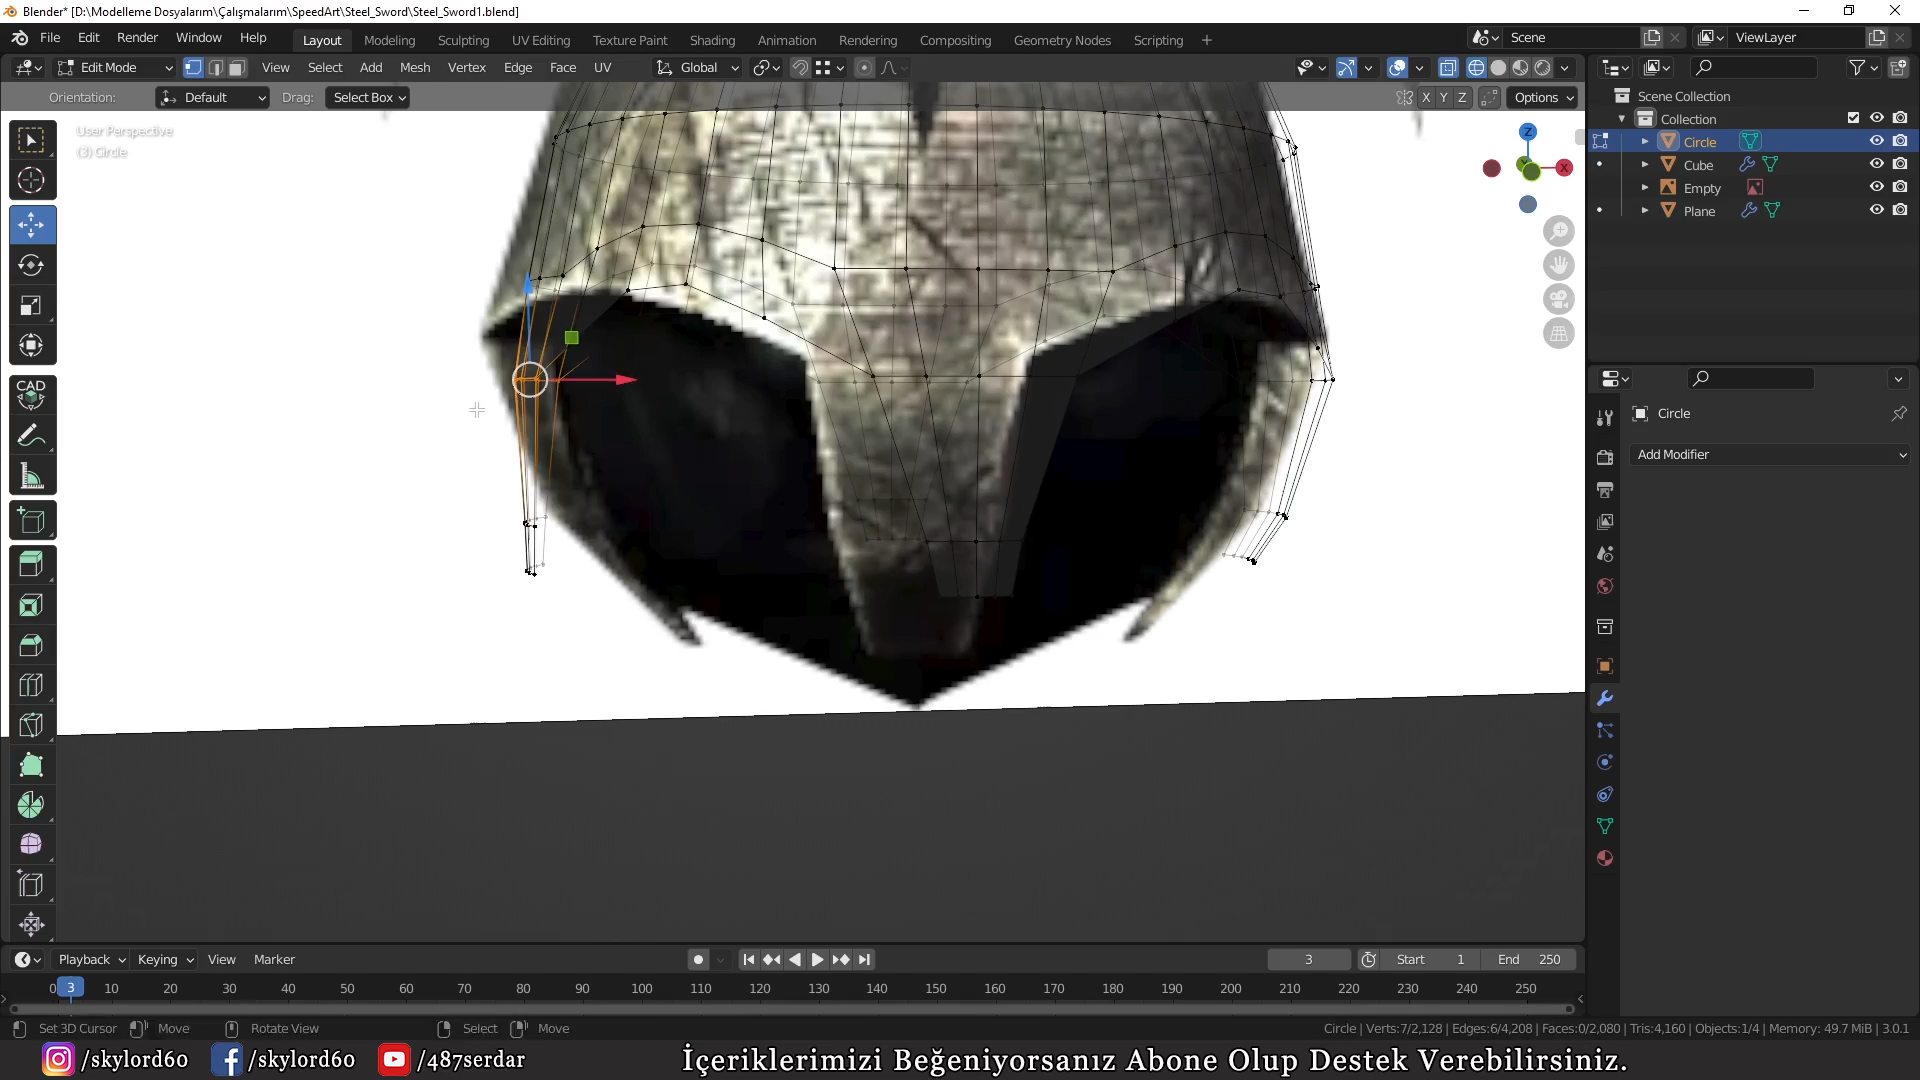 Blender* [D:\Modelleme Dosyalarım\Çalışmalarım\SpeedArt\Steel_Sword\Steel_Sword1.blend]
File Edit Render Window Help Layout Modeling Sculpting UV Editing Texture Paint Shading Animation Rendering Compositing Geometry Nodes Scripting + Scene ViewLayer
Edit Mode View Select Add Mesh Vertex Edge Face UV Global
Orientation: Default Drag: Select Box X Y Z Options
User Perspective
(3) Circle
Z
X
CAD
Scene Collection
Collection
Circle
Cube
Empty
Plane
Circle
Add Modifier
Playback Keying View Marker 3 Start 1 End 250
0 3 10 20 30 40 50 60 70 80 90 100 110 120 130 140 150 160 170 180 190 200 210 220 230 240 250
Set 3D Cursor Move Rotate View Select Move Circle | Verts:7/2,128 | Edges:6/4,208 | Faces:0/2,080 | Tris:4,160 | Objects:1/4 | Memory: 49.7 MiB | 3.0.1
/skylord60 /skylord60 /487serdar İçeriklerimizi Beğeniyorsanız Abone Olup Destek Verebilirsiniz.